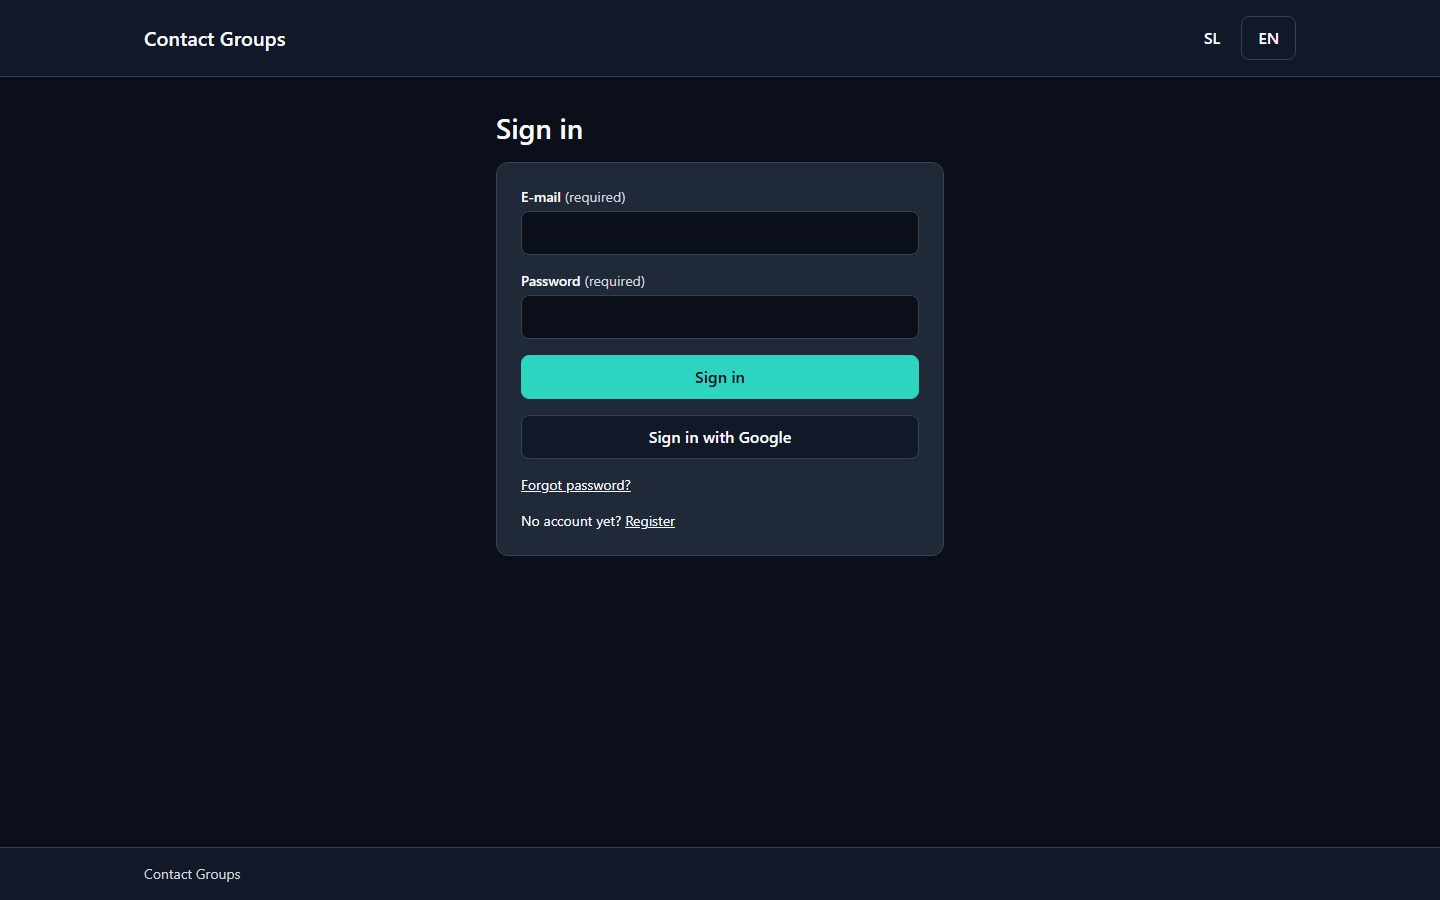 Contact Groups
SL
EN
Sign in
E-mail (required)
Password (required)
Sign in
Sign in with Google
Forgot password?
No account yet? Register
Contact Groups